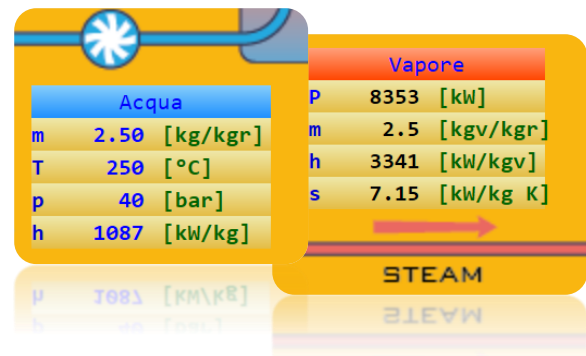 Acqua
m 2.50 [kg/kgr]
T 250 [°C]
p 40 [bar]
h 1087 [kW/kg]
Vapore
P 8353 [kW]
m 2.5 [kgv/kgr]
h 3341 [kW/kgv]
s 7.15 [kW/kg K]
STEAM